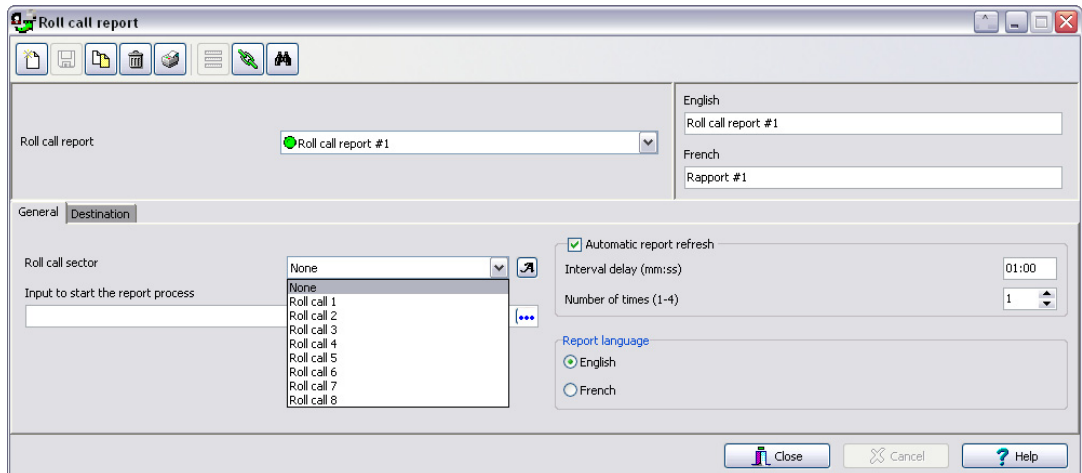 Roll call report
Roll call report
Roll call report #1
English
Roll call report #1
French
Rapport #1
General
Destination
Roll call sector
None
None
Roll call 1
Roll call 2
Roll call 3
Roll call 4
Roll call 5
Roll call 6
Roll call 7
Roll call 8
Input to start the report process
Automatic report refresh
Interval delay (mm:ss)
01:00
Number of times (1-4)
1
Report language
English
French
Close
Cancel
Help